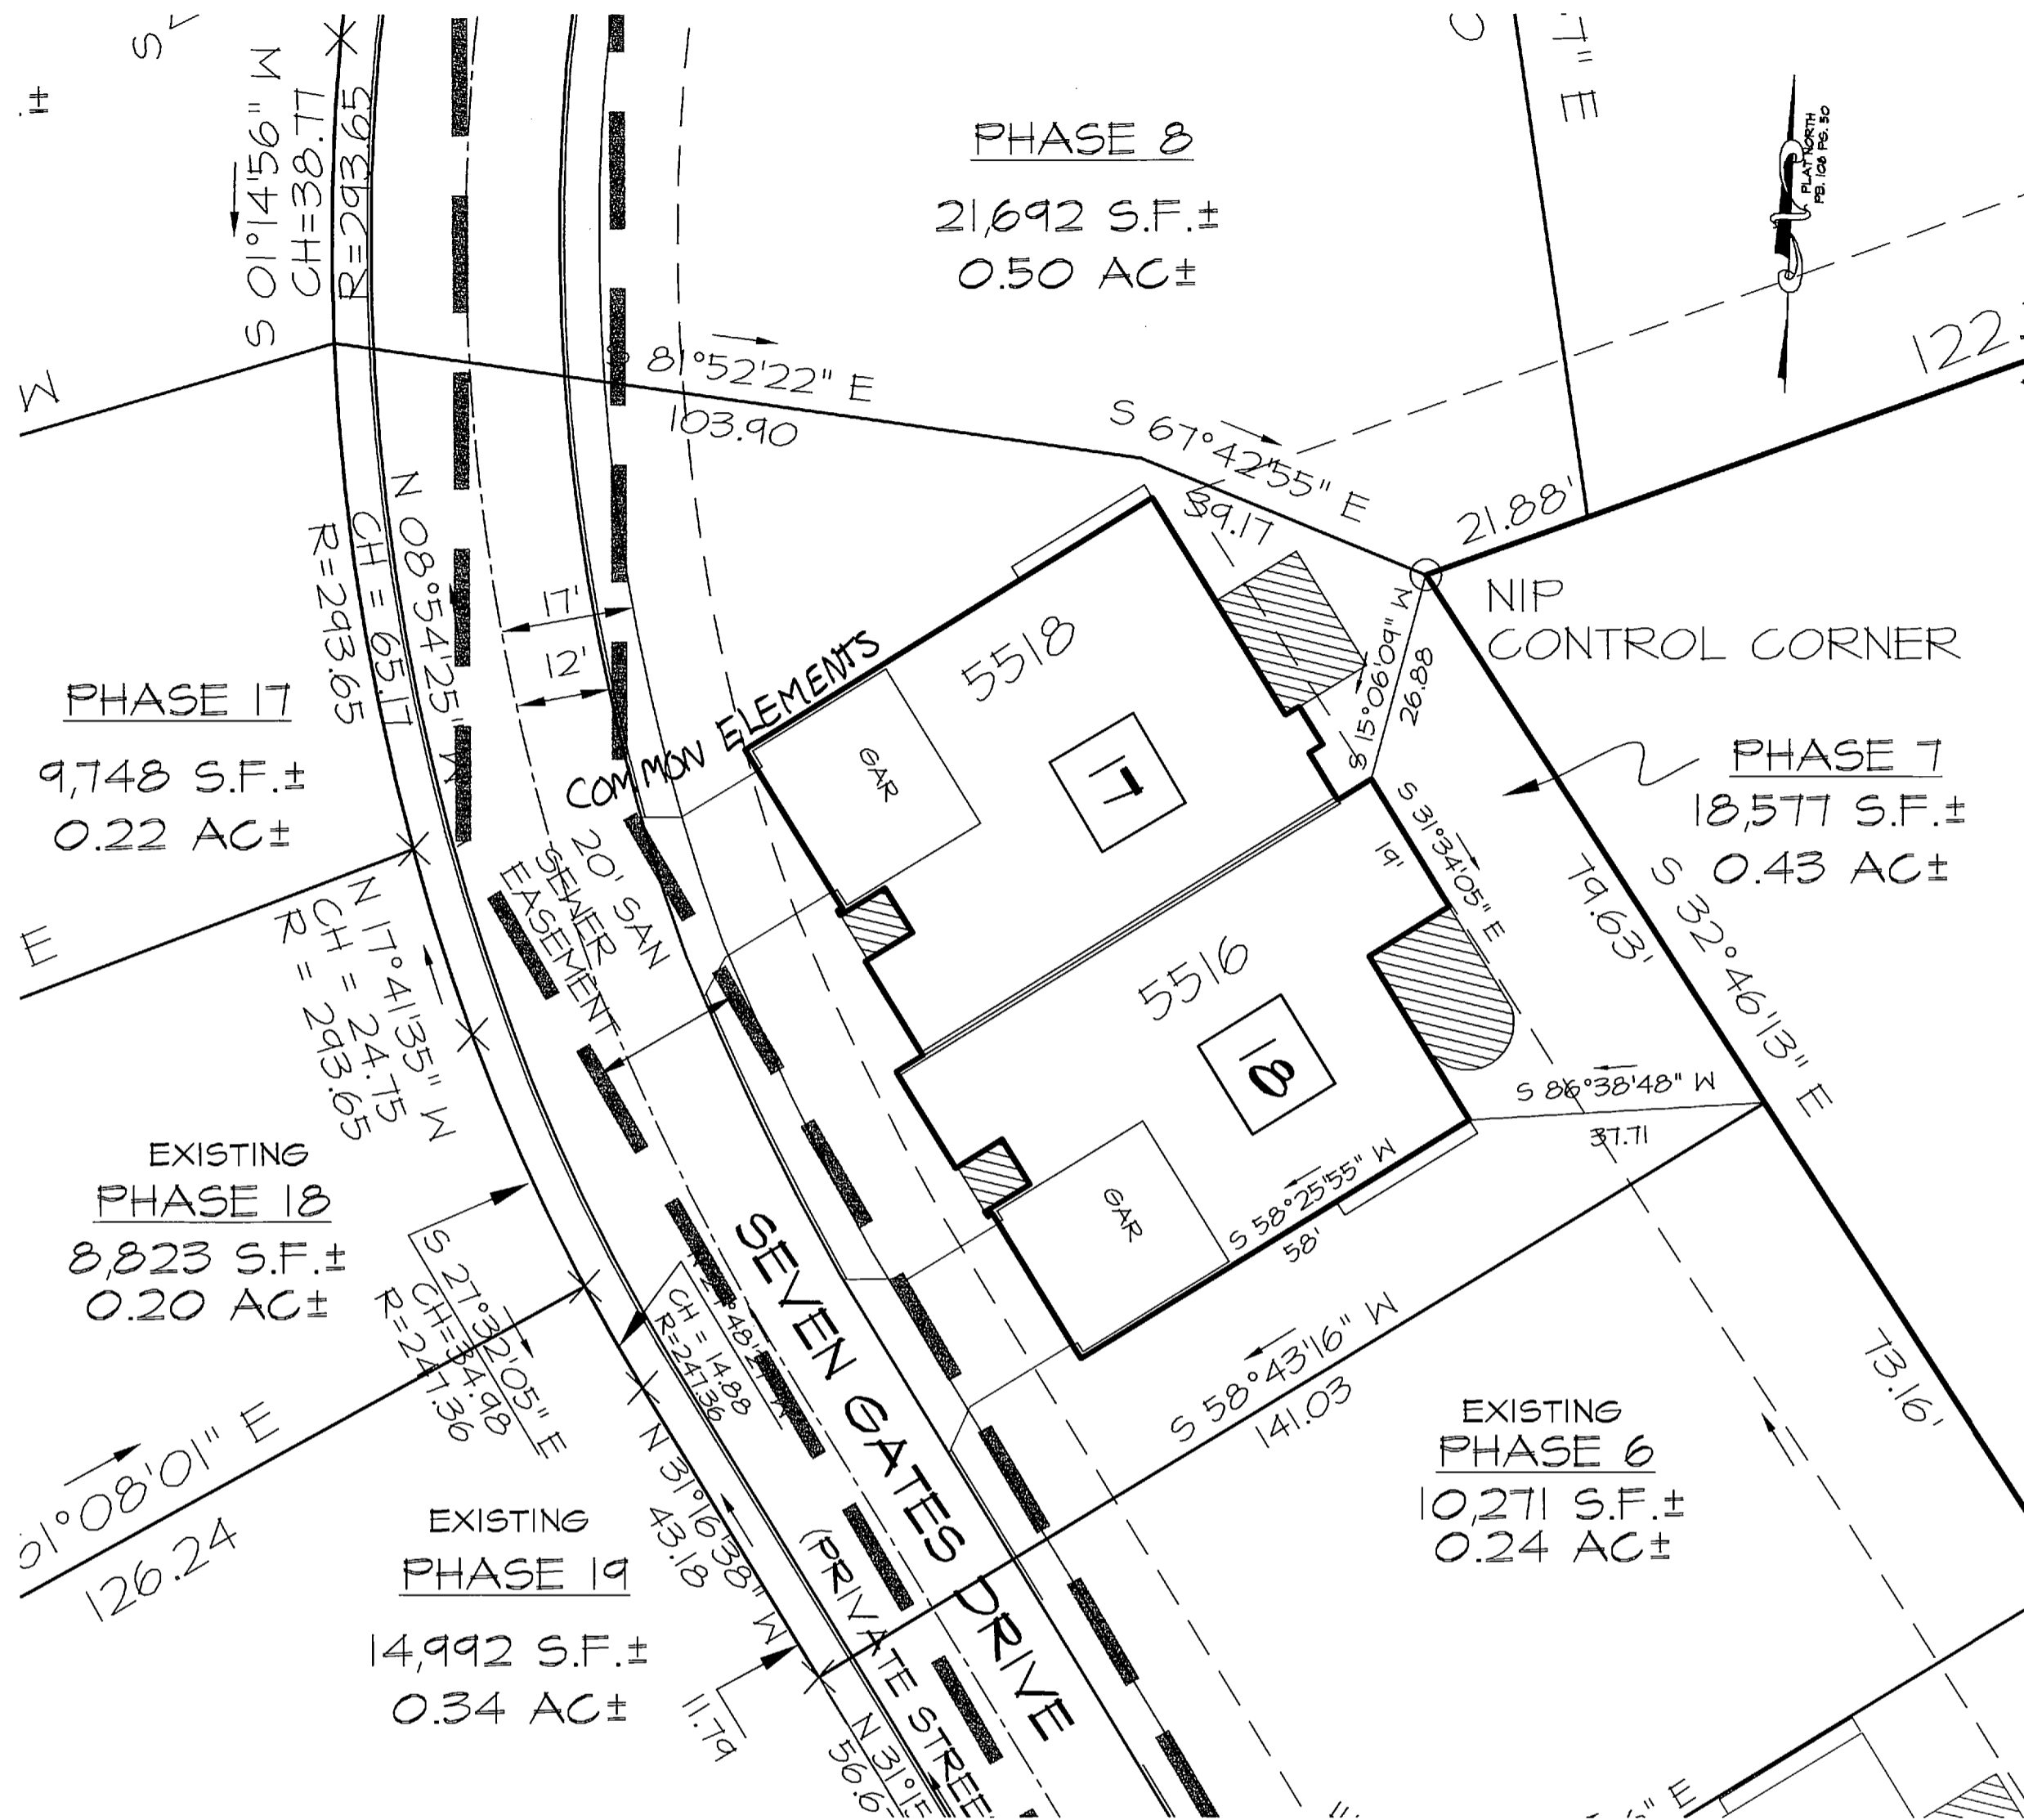 S 01°14'56" W
CH=38.77
R=293.65
PHASE 8
21,692 S.F.±
0.50 AC±
7" E
PLAT NORTH
PB. 108 PG. 50
122.
W
81°52'22" E
103.90
S 67°42'55" E
39.17
21.88'
NIP
CONTROL CORNER
N 08°54'25" W
CH = 65.17
R=293.65
17'
12'
COMMON ELEMENTS
5518
GAR
17
S 15°06'09" W
26.88
PHASE 17
9,748 S.F.±
0.22 AC±
PHASE 7
18,577 S.F.±
0.43 AC±
S 31°34'05" E
19'
S 32°46'13" E
79.63'
20' SAN
SEWER
EASEMENT
E
N 17°41'35" W
CH = 24.75
R = 293.65
5516
18
GAR
S 86°38'48" W
37.71
S 58°25'55" W
58'
EXISTING
PHASE 18
8,823 S.F.±
0.20 AC±
S 27°32'05" E
CH=34.98
R=247.36
CH = 14.88
R=247.36
SEVEN GATES DRIVE
(PRIVATE STREE
S 58°43'16" W
141.03
73.16'
EXISTING
PHASE 6
10,271 S.F.±
0.24 AC±
61°08'01" E
126.24
EXISTING
PHASE 19
14,992 S.F.±
0.34 AC±
N 31°16'38" W
43.18
11.79
N 31°15
56.6
" E